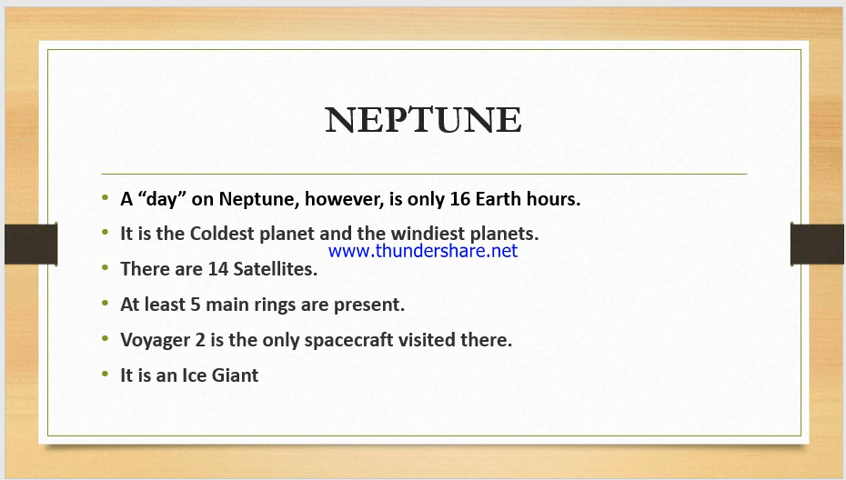 NEPTUNE
A “day” on Neptune, however, is only 16 Earth hours.
It is the Coldest planet and the windiest planets.
www.thundershare.net
There are 14 Satellites.
At least 5 main rings are present.
Voyager 2 is the only spacecraft visited there.
It is an Ice Giant